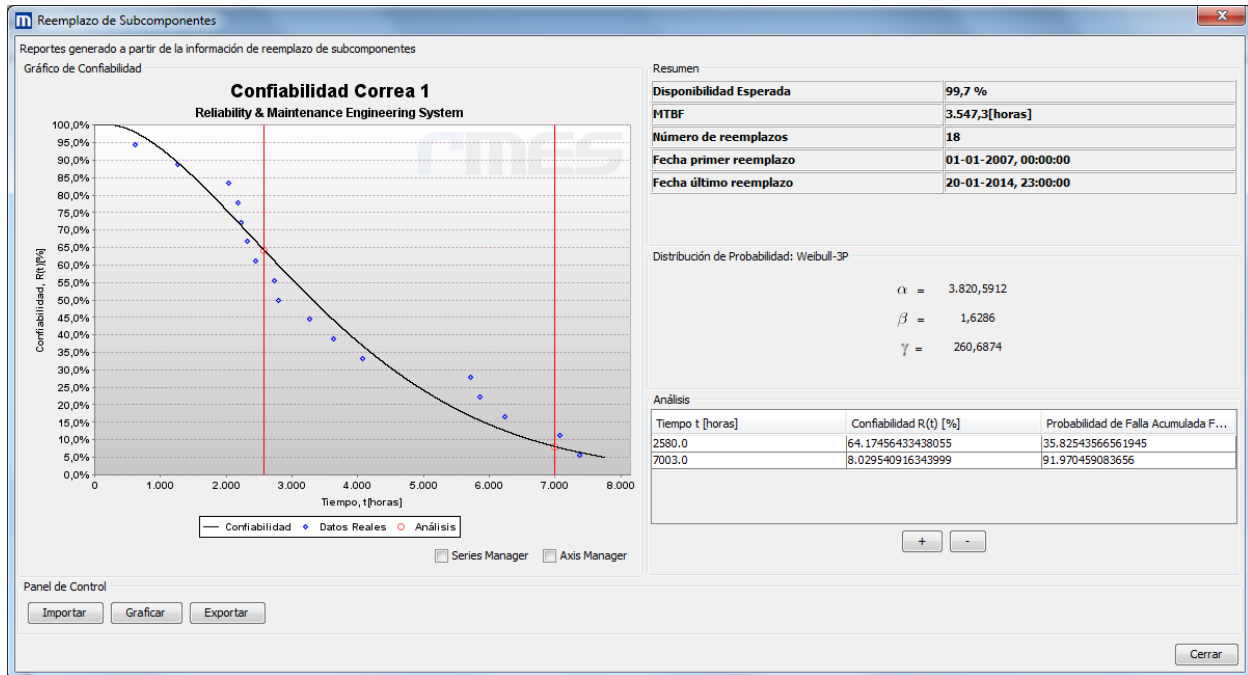 Reemplazo de Subcomponentes
Reportes generado a partir de la información de reemplazo de subcomponentes
Gráfico de Confiabilidad
Confiabilidad Correa 1
Reliability & Maintenance Engineering System
rmes
Confiabilidad, R(t)[%]
100,0%
95,0%
90,0%
85,0%
80,0%
75,0%
70,0%
65,0%
60,0%
55,0%
50,0%
45,0%
40,0%
35,0%
30,0%
25,0%
20,0%
15,0%
10,0%
5,0%
0,0%
0 1.000 2.000 3.000 4.000 5.000 6.000 7.000 8.000
Tiempo, t[horas]
Confiabilidad Datos Reales Análisis
Series Manager Axis Manager
Resumen
Disponibilidad Esperada 99,7 %
MTBF 3.547,3[horas]
Número de reemplazos 18
Fecha primer reemplazo 01-01-2007, 00:00:00
Fecha último reemplazo 20-01-2014, 23:00:00
Distribución de Probabilidad: Weibull-3P
α = 3.820,5912
β = 1,6286
γ = 260,6874
Análisis
Tiempo t [horas] Confiabilidad R(t) [%] Probabilidad de Falla Acumulada F...
2580.0 64.17456433438055 35.82543566561945
7003.0 8.029540916343999 91.970459083656
+ -
Panel de Control
Importar Graficar Exportar
Cerrar